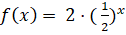 f(x) = 2 · (1/2)^x